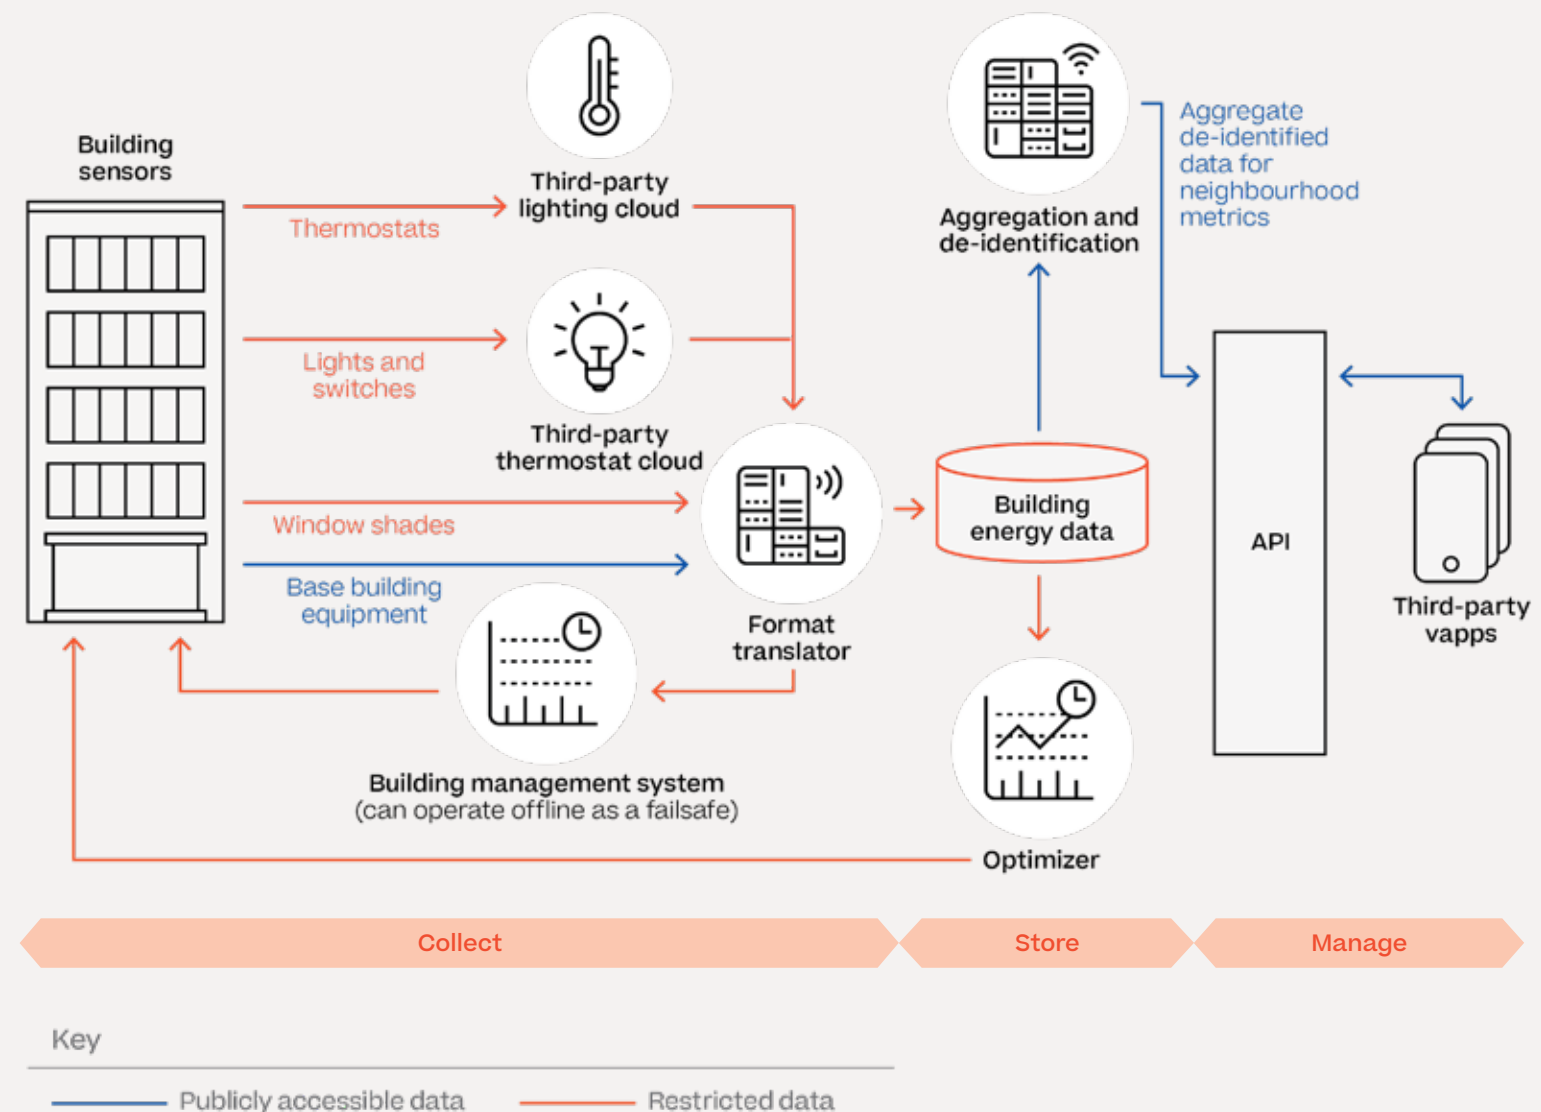 Building
sensors
Thermostats
Third-party
lighting cloud
Lights and
switches
Third-party
thermostat cloud
Window shades
Base building
equipment
Format
translator
Building management system
(can operate offline as a failsafe)
Building
energy data
Aggregation and
de-identification
Aggregate
de-identified
data for
neighbourhood
metrics
Optimizer
API
Third-party
vapps
Collect
Store
Manage
Key
Publicly accessible data
Restricted data